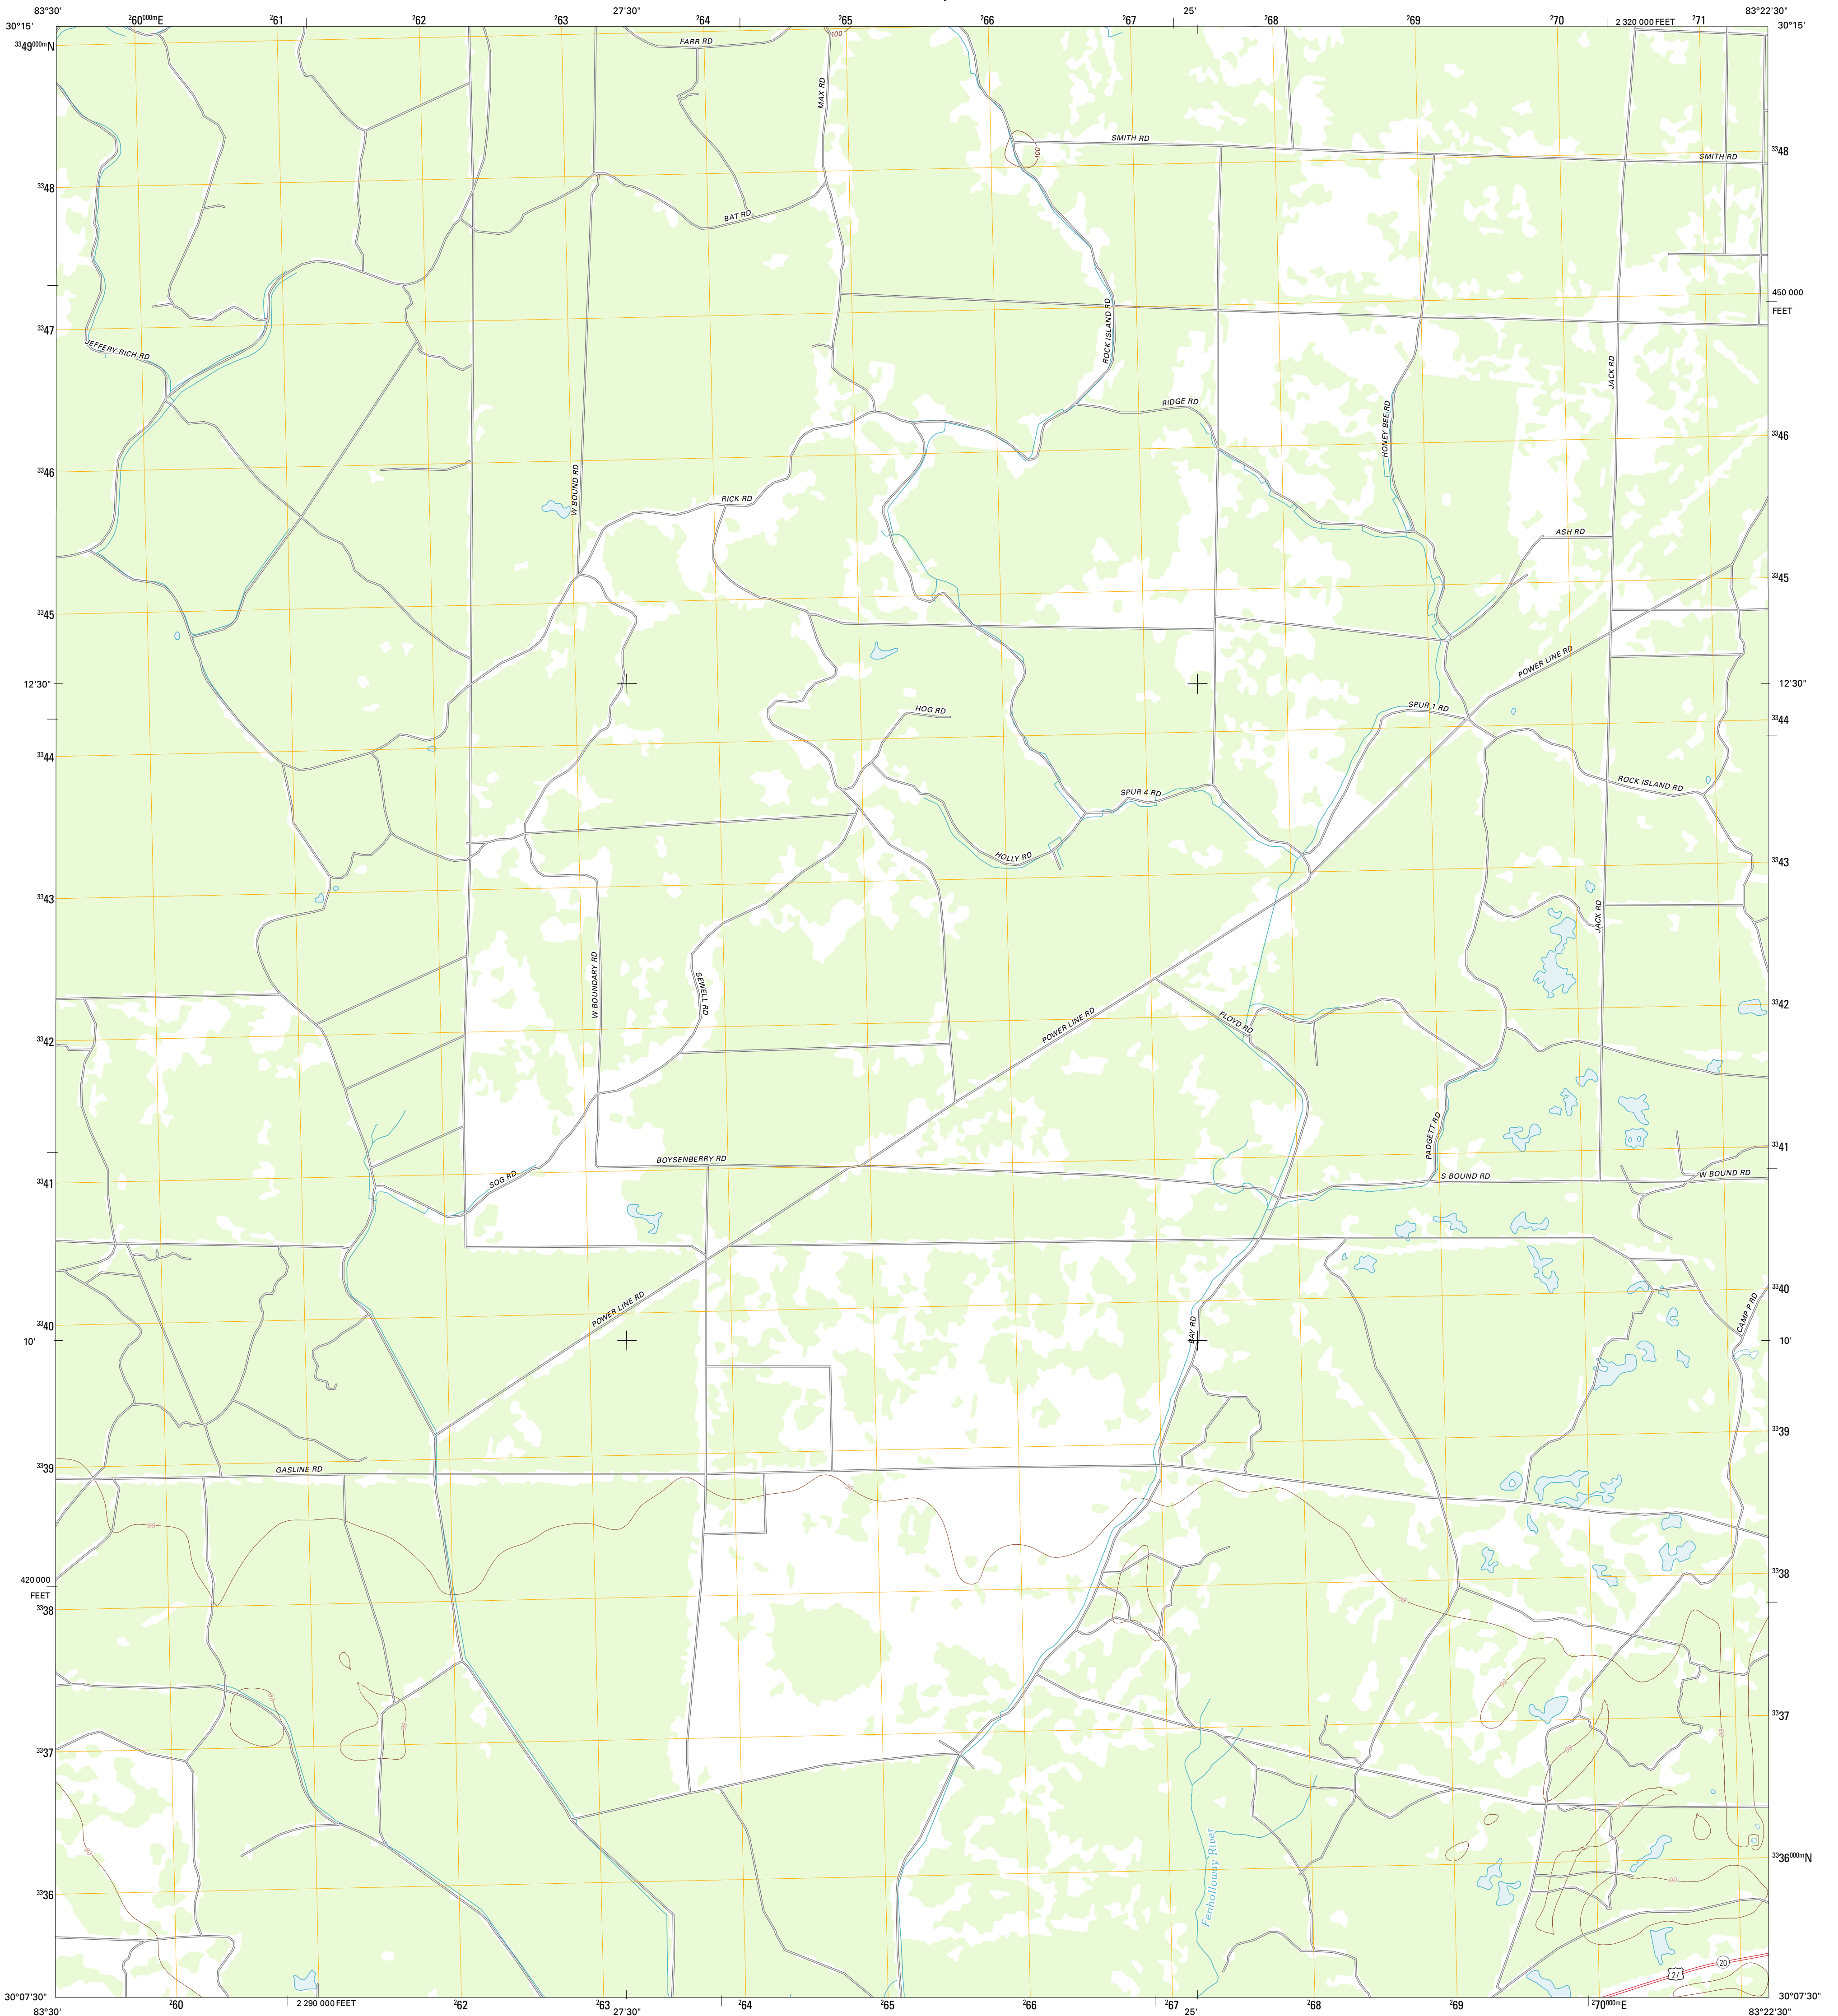 83°30' ²60⁰⁰⁰ᵐE ²61 ²62 ²63 27'30" ²64 ²65 ²66 ²67 25' ²68 ²69 ²70 2 320 000 FEET ²71 83°22'30"
30°15' 30°15'
³³49⁰⁰⁰ᵐN
FARR RD
100
MAX RD
SMITH RD
100
³³48
SMITH RD
³³48
BAT RD
450 000
FEET
ROCK ISLAND RD
³³47
JEFFERY RICH RD
JACK RD
RIDGE RD
HONEY BEE RD
³³46
³³46
W BOUND RD
RICK RD
ASH RD
³³45
³³45
POWER LINE RD
12'30" 12'30"
HOG RD
SPUR 1 RD
³³44
³³44
ROCK ISLAND RD
SPUR 4 RD
HOLLY RD
³³43
³³43
JACK RD
W BOUNDARY RD
SEWELL RD
³³42
FLOYD RD
POWER LINE RD
³³42
PADGETT RD
³³41
BOYSENBERRY RD
W BOUND RD
S BOUND RD
SOG RD
³³41
³³40
POWER LINE RD
CAMP P RD
³³40
BAY RD
10' 10'
³³39
³³39
GASLINE RD
³³38
420 000
FEET
³³38
³³37
³³37
³³36⁰⁰⁰ᵐN
Fenholloway River
³³36
20
27
30°07'30" 30°07'30"
83°30' ²60 2 290 000 FEET ²62 ²63 27'30" ²64 ²65 ²66 ²67 25' ²68 ²69 ²70⁰⁰⁰ᵐE 83°22'30"